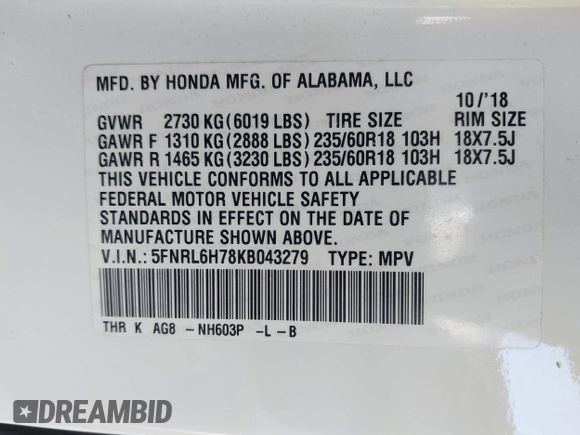 MFD. BY HONDA MFG. OF ALABAMA, LLC
10/'18
GVWR 2730 KG(6019 LBS) TIRE SIZE RIM SIZE
GAWR F 1310 KG(2888 LBS) 235/60R18 103H 18X7.5J
GAWR R 1465 KG(3230 LBS) 235/60R18 103H 18X7.5J
THIS VEHICLE CONFORMS TO ALL APPLICABLE
FEDERAL MOTOR VEHICLE SAFETY
STANDARDS IN EFFECT ON THE DATE OF
MANUFACTURE SHOWN ABOVE.
V.I.N.: 5FNRL6H78KB043279 TYPE: MPV
THR K AG8 - NH603P -L-B
DREAMBID